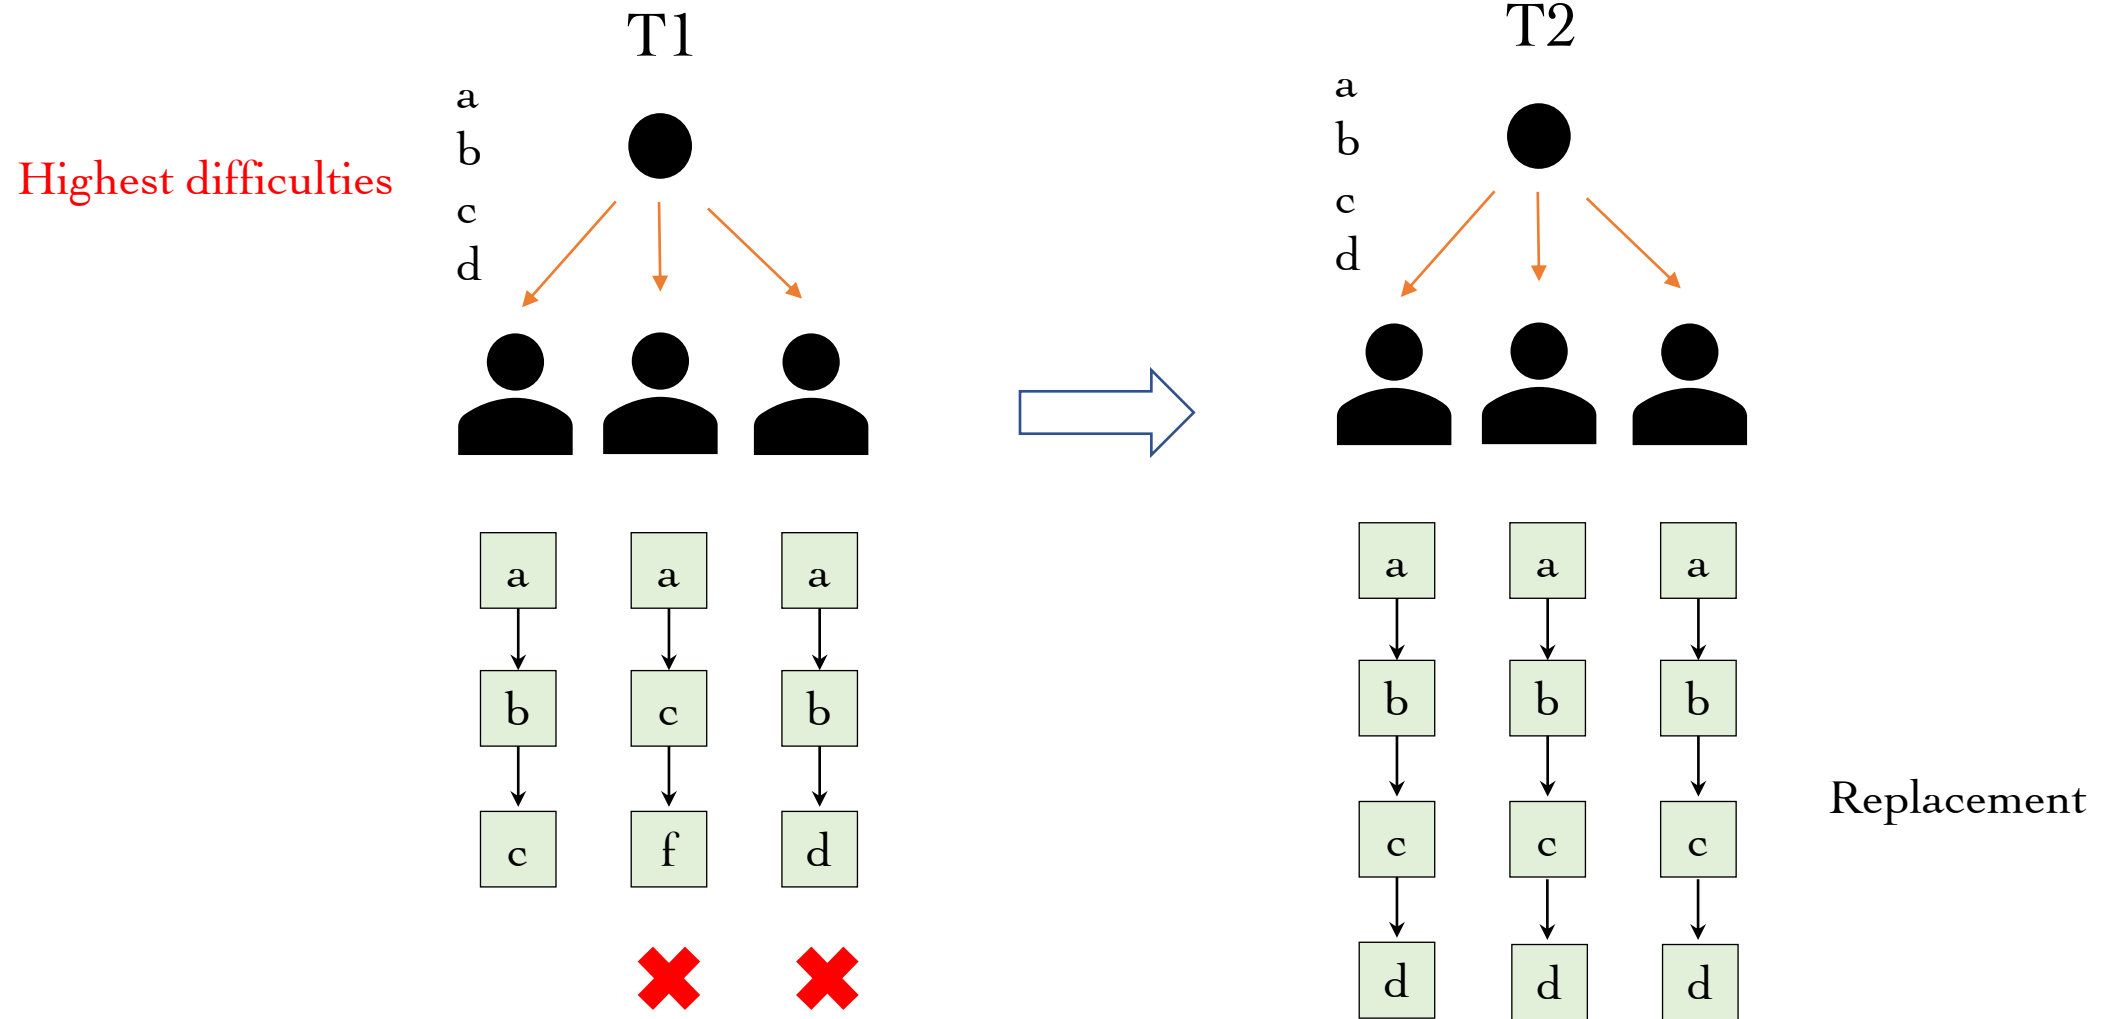 T1
T2
a
b
c
d
Highest difficulties
a
b
c
d
a a a
b c b
c f d
a a a
b b b
c c c
d d d
Replacement